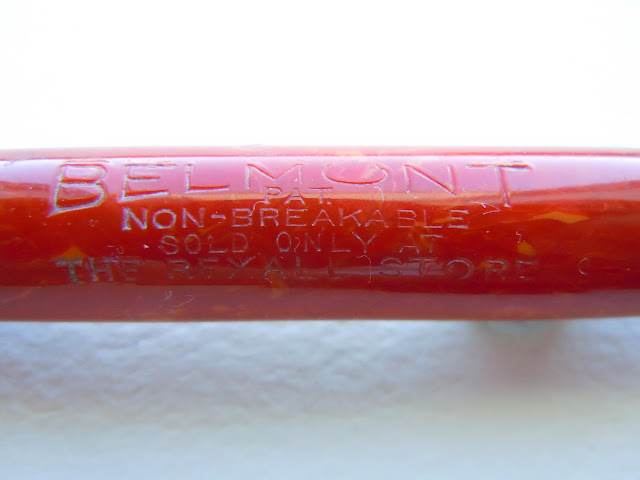 BELMONT
PAT.
NON-BREAKABLE
SOLD ONLY AT
THE REXALL STORE